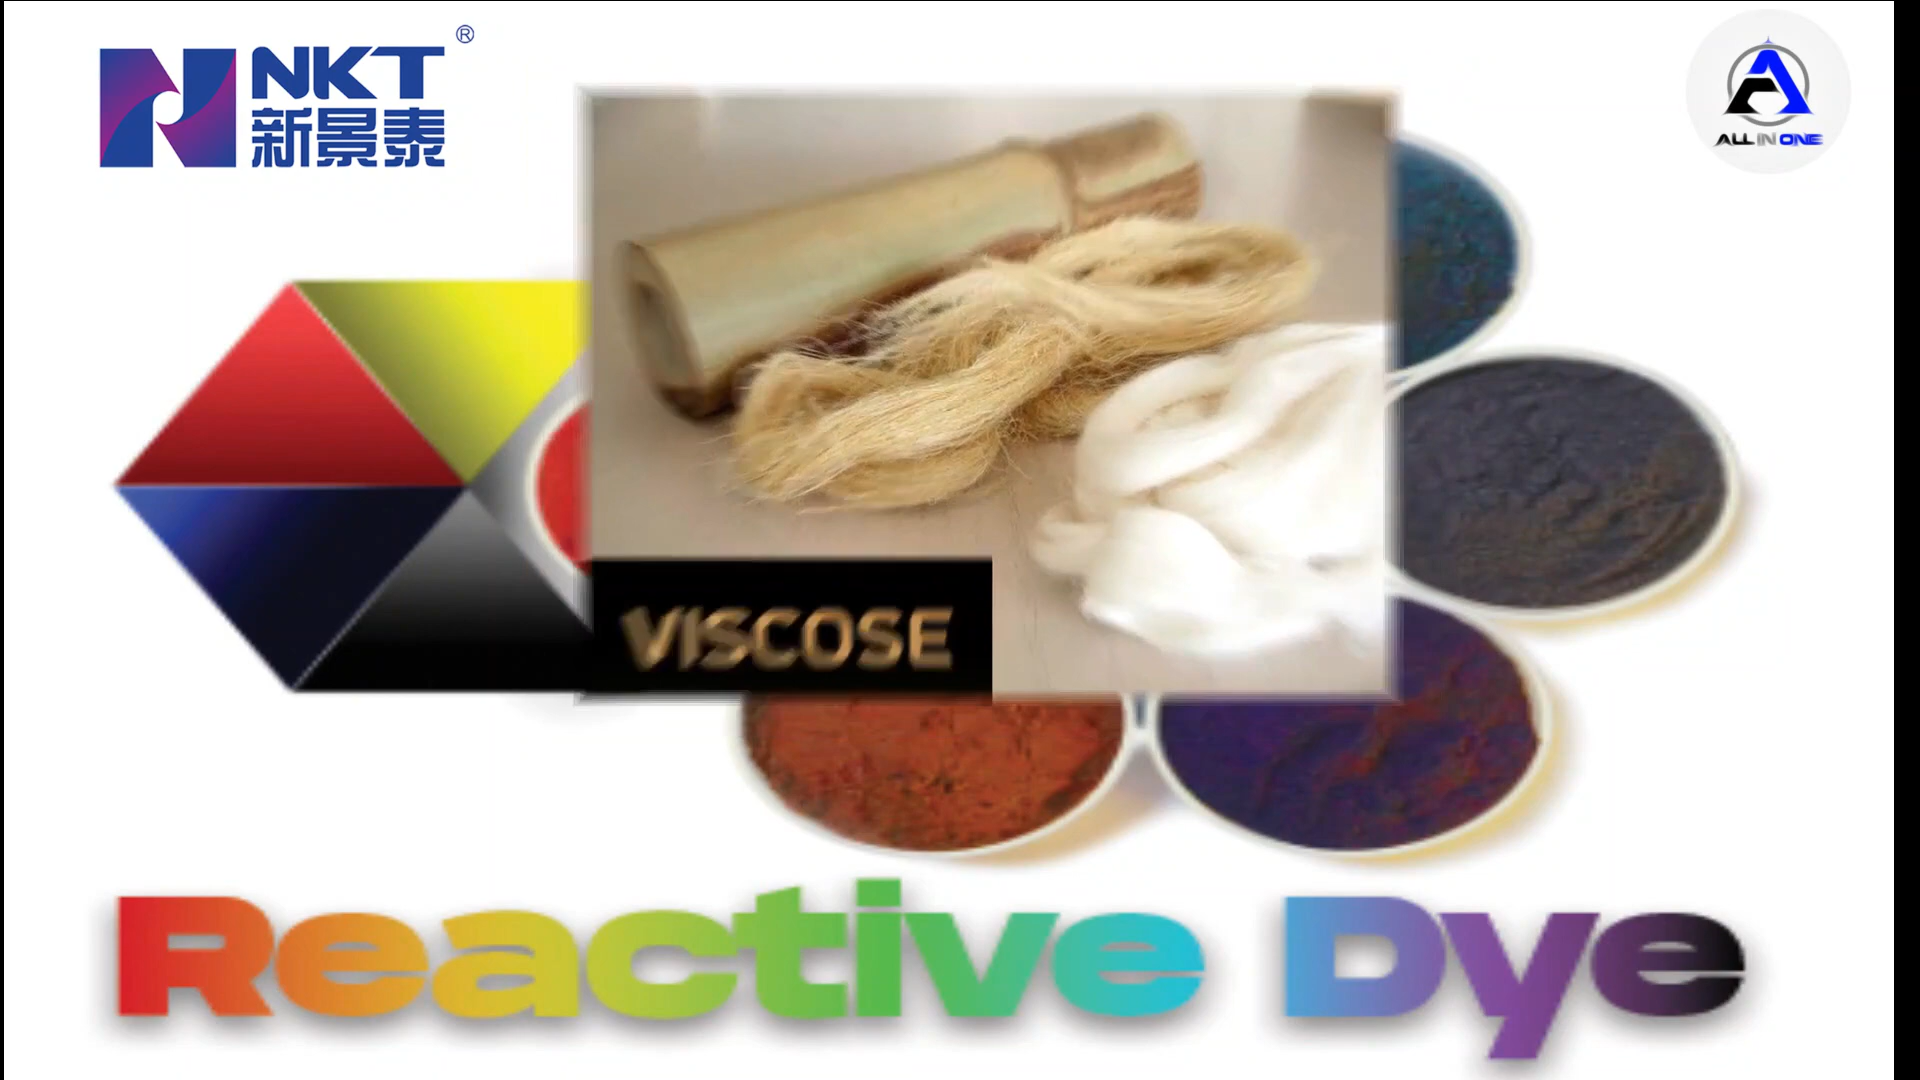 NKT
®
新景泰
ALL IN ONE
VISCOSE
Reactive Dye